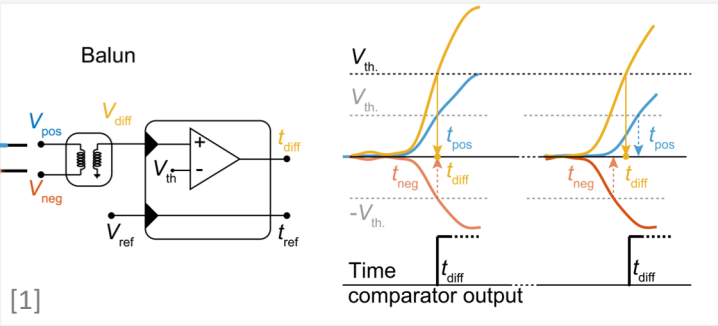 Balun
V_pos
V_diff
V_neg
V_th
+
-
t_diff
V_ref
t_ref
[1]
V_th.
V_th.
t_pos
t_neg
t_diff
t_pos
t_neg
t_diff
-V_th.
t_diff
t_diff
Time
comparator output